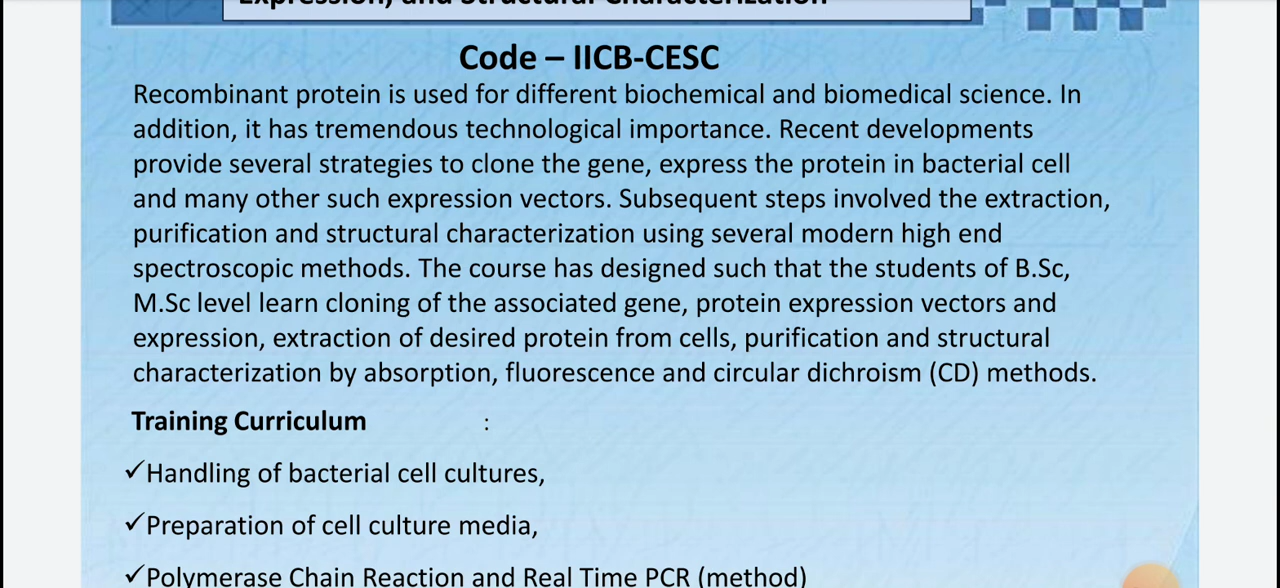 Expression) and Structural Characterization
Code – IICB-CESC
Recombinant protein is used for different biochemical and biomedical science. In
addition, it has tremendous technological importance. Recent developments
provide several strategies to clone the gene, express the protein in bacterial cell
and many other such expression vectors. Subsequent steps involved the extraction,
purification and structural characterization using several modern high end
spectroscopic methods. The course has designed such that the students of B.Sc,
M.Sc level learn cloning of the associated gene, protein expression vectors and
expression, extraction of desired protein from cells, purification and structural
characterization by absorption, fluorescence and circular dichroism (CD) methods.
Training Curriculum :
✓Handling of bacterial cell cultures,
✓Preparation of cell culture media,
✓Polymerase Chain Reaction and Real Time PCR (method)